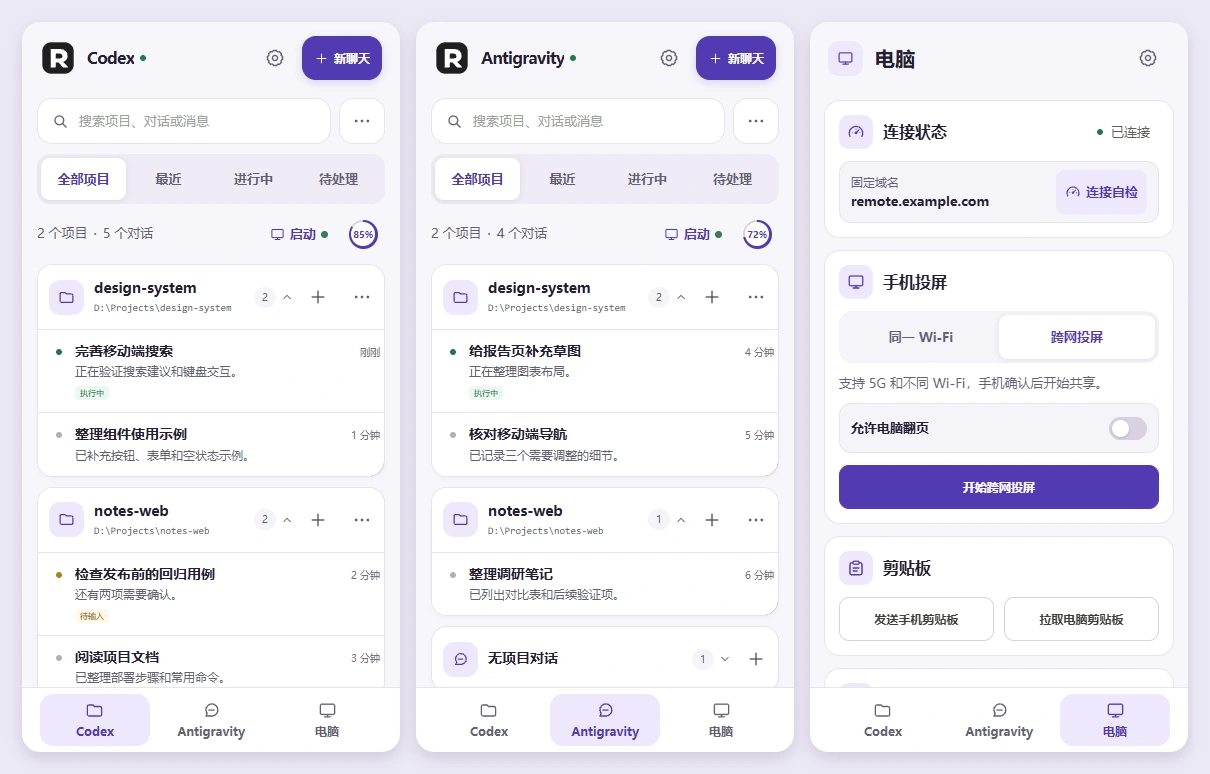 R Codex
+ 新聊天
搜索项目、对话或消息
全部项目 最近 进行中 待处理
2 个项目 · 5 个对话 启动 85%
design-system 2
D:\Projects\design-system
完善移动端搜索 刚刚
正在验证搜索建议和键盘交互。
执行中
整理组件使用示例 1 分钟
已补充按钮、表单和空状态示例。
notes-web 2
D:\Projects\notes-web
检查发布前的回归用例 2 分钟
还有两项需要确认。
待输入
阅读项目文档 3 分钟
已整理部署步骤和常用命令。
Codex Antigravity 电脑
R Antigravity
+ 新聊天
搜索项目、对话或消息
全部项目 最近 进行中 待处理
2 个项目 · 4 个对话 启动 72%
design-system 2
D:\Projects\design-system
给报告页补充草图 4 分钟
正在整理图表布局。
执行中
核对移动端导航 5 分钟
已记录三个需要调整的细节。
notes-web 1
D:\Projects\notes-web
整理调研笔记 6 分钟
已列出对比表和后续验证项。
无项目对话 1
Codex Antigravity 电脑
电脑
连接状态 已连接
固定域名
remote.example.com
连接自检
手机投屏
同一 Wi-Fi 跨网投屏
支持 5G 和不同 Wi-Fi，手机确认后开始共享。
允许电脑翻页
开始跨网投屏
剪贴板
发送手机剪贴板 拉取电脑剪贴板
Codex Antigravity 电脑